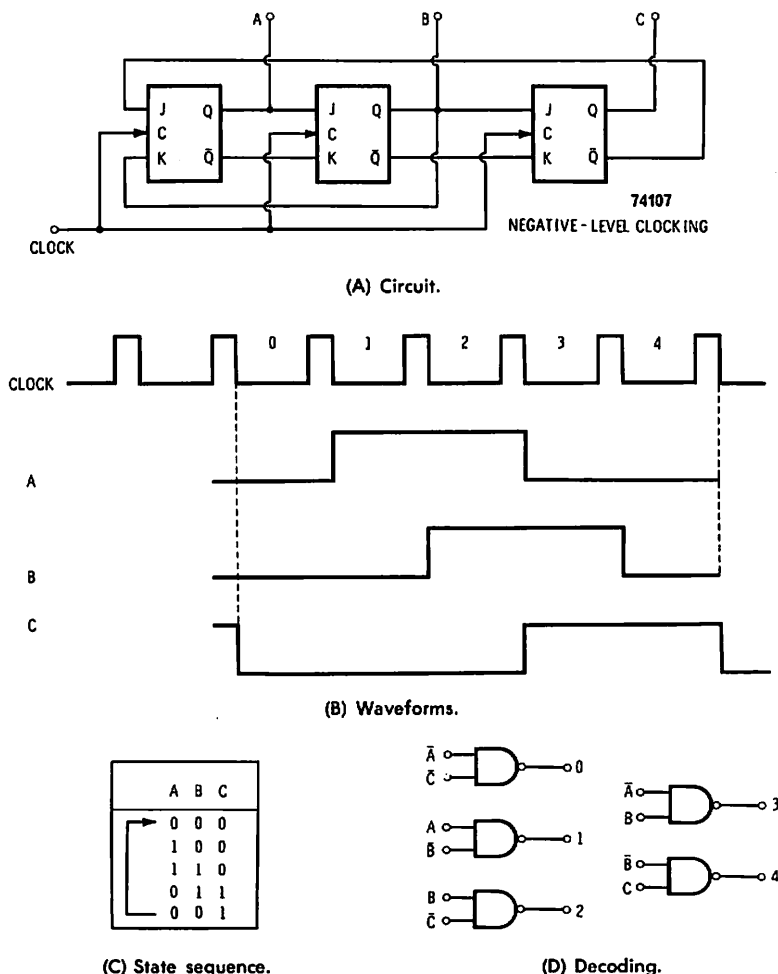 A B C
J Q J Q J Q
C C C
K Q̄ K Q̄ K Q̄
74107
NEGATIVE-LEVEL CLOCKING
CLOCK
(A) Circuit.
0 1 2 3 4
CLOCK
A
B
C
(B) Waveforms.
A B C
0 0 0
1 0 0
1 1 0
0 1 1
0 0 1
(C) State sequence.
Ā
C̄
0
A
B̄
1
B
C̄
2
Ā
B
3
B̄
C
4
(D) Decoding.